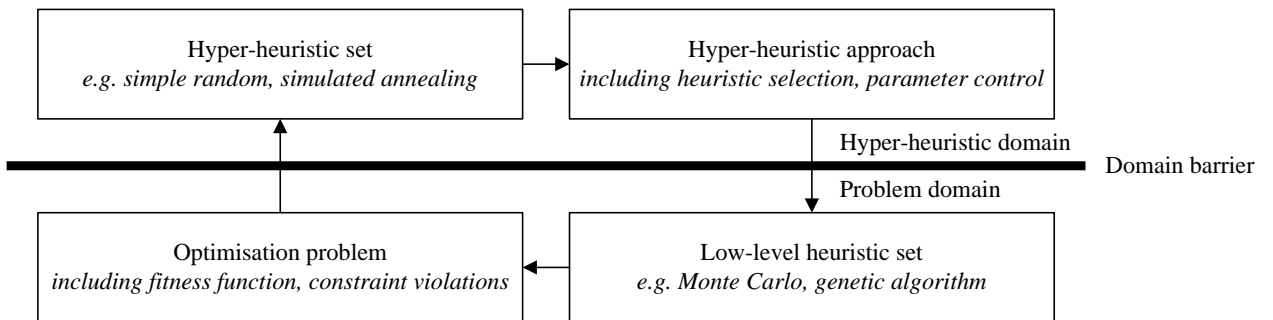 Hyper-heuristic set
e.g. simple random, simulated annealing
Hyper-heuristic approach
including heuristic selection, parameter control
Hyper-heuristic domain
Domain barrier
Problem domain
Optimisation problem
including fitness function, constraint violations
Low-level heuristic set
e.g. Monte Carlo, genetic algorithm